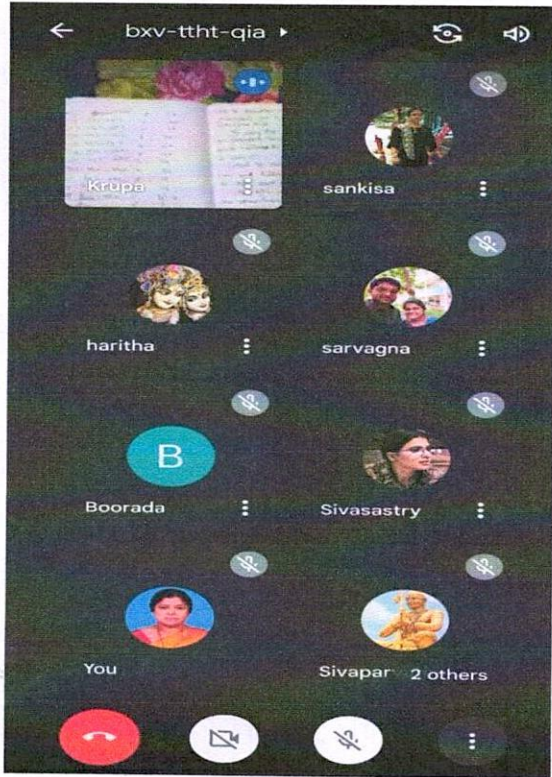 bxv-ttht-qia
Krupa
sankisa
haritha
sarvagna
B
Boorada
Sivasastry
You
Sivapar 2 others